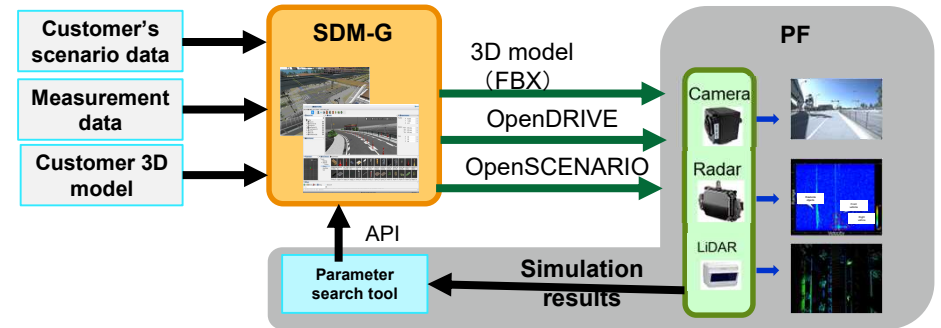 Customer's
scenario data
Measurement
data
Customer 3D
model
SDM-G
3D model
（FBX）
OpenDRIVE
OpenSCENARIO
API
Parameter
search tool
Simulation
results
PF
Camera
Radar
LiDAR